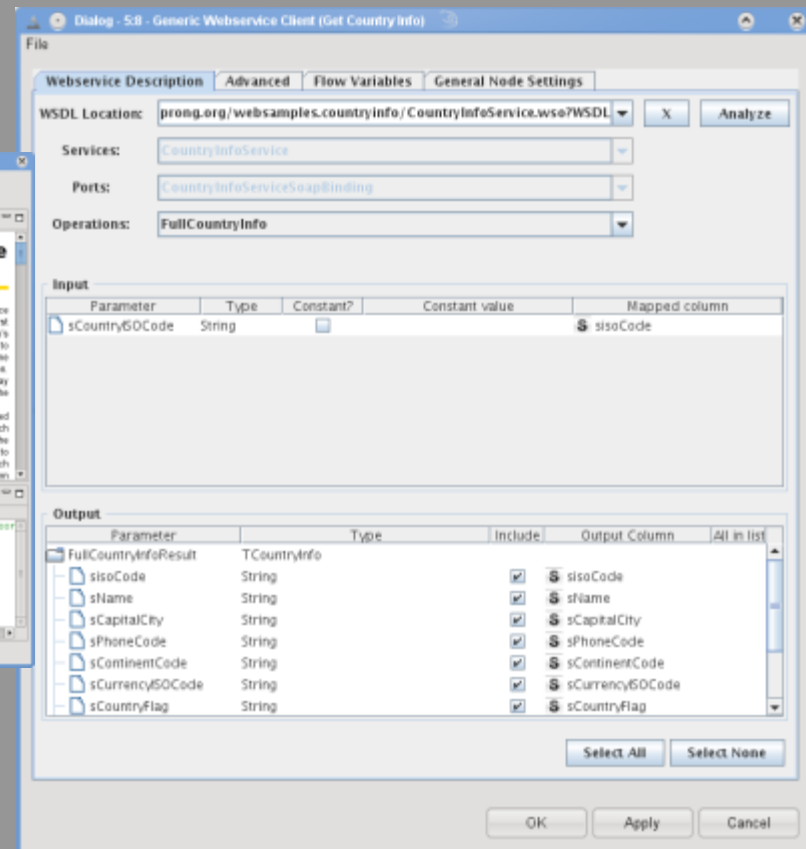 Dialog - 5:8 - Generic Webservice Client (Get Country Info)
File
Webservice Description Advanced Flow Variables General Node Settings
WSDL Location: prong.org/websamples.countryinfo/CountryInfoService.wso?WSDL X Analyze
Services: CountryInfoService
Ports: CountryInfoServiceSoapBinding
Operations: FullCountryInfo
Input
Parameter Type Constant? Constant value Mapped column
sCountryISOCode String S sisoCode
Output
Parameter Type Include Output Column All in list
FullCountryInfoResult TCountryInfo
sisoCode String S sisoCode
sName String S sName
sCapitalCity String S sCapitalCity
sPhoneCode String S sPhoneCode
sContinentCode String S sContinentCode
sCurrencyISOCode String S sCurrencyISOCode
sCountryFlag String S sCountryFlag
Select All Select None
OK Apply Cancel